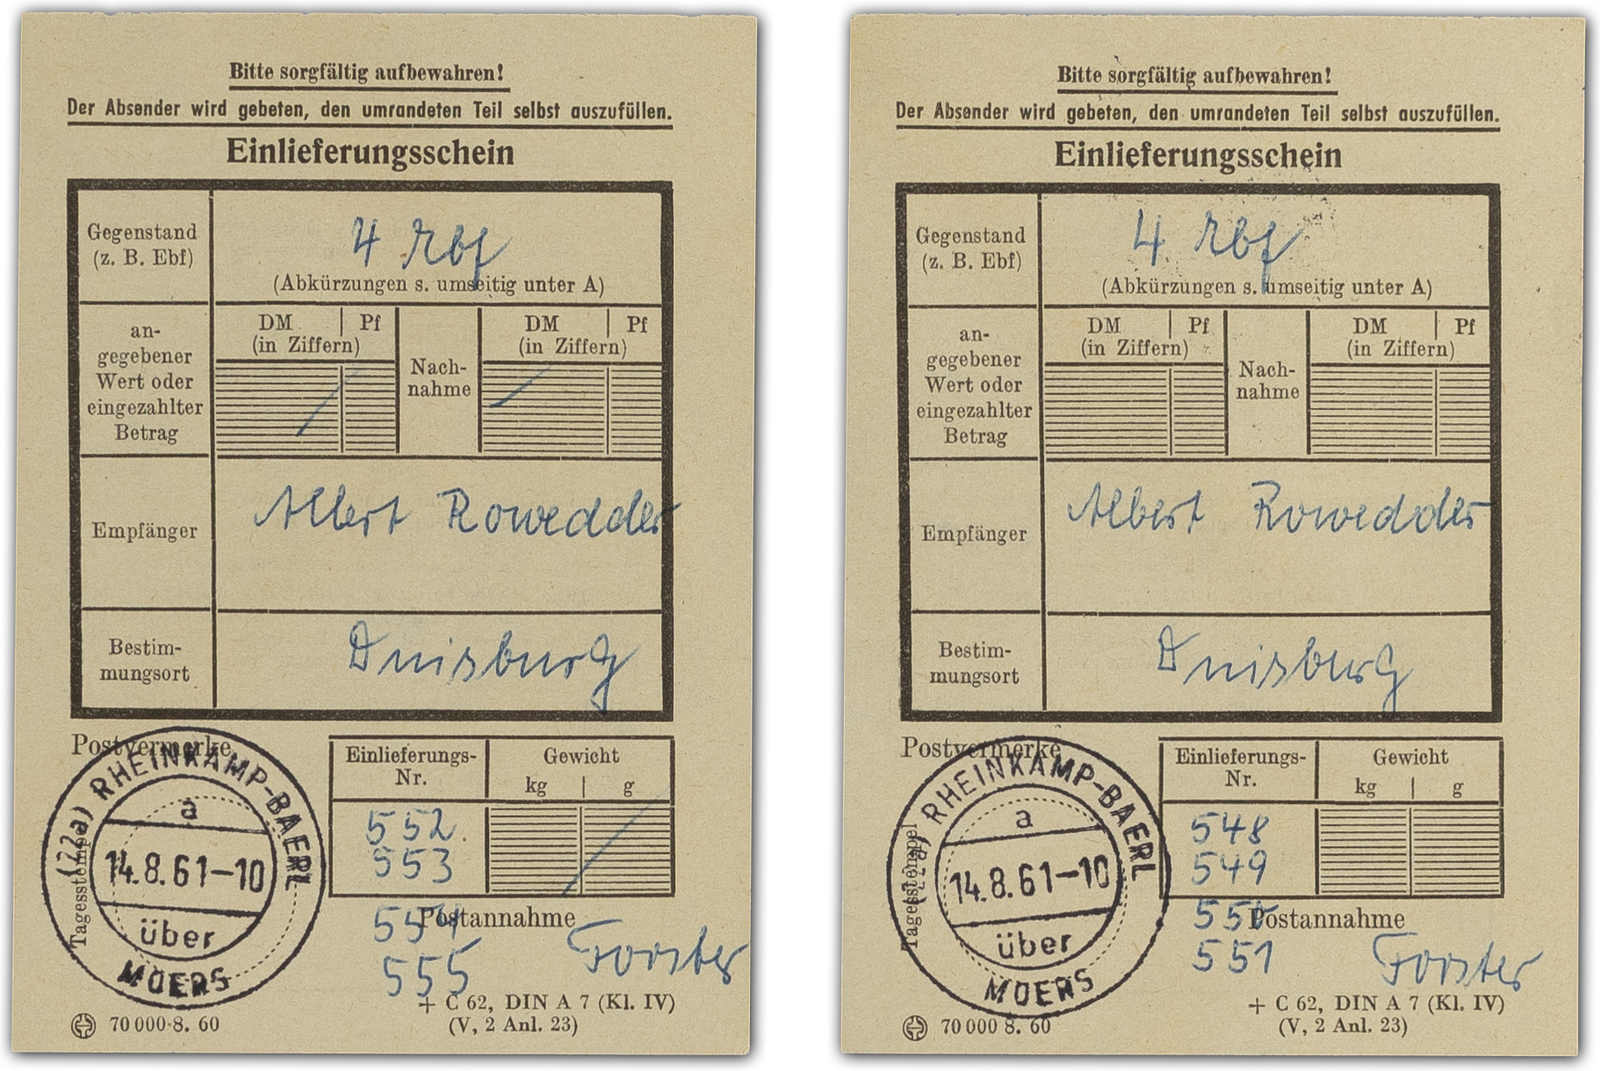 Bitte sorgfältig aufbewahren!
Der Absender wird gebeten, den umrandeten Teil selbst auszufüllen.
Einlieferungsschein
Gegenstand
(z. B. Ebf)
4 Rbf
(Abkürzungen s. umseitig unter A)
an-
gegebener
Wert oder
eingezahlter
Betrag
DM | Pf
(in Ziffern)
Nach-
nahme
DM | Pf
(in Ziffern)
Empfänger
Albert Rowedder
Bestim-
mungsort
Duisburg
Postvermerke
Einlieferungs-
Nr.
Gewicht
kg | g
552.
553
554
555
Postannahme
Forster
Tagesstempel
(22a) RHEINKAMP-BAERL
a
14.8.61-10
über
MOERS
+ C 62, DIN A 7 (Kl. IV)
(V, 2 Anl. 23)
70 000·8. 60
Bitte sorgfältig aufbewahren!
Der Absender wird gebeten, den umrandeten Teil selbst auszufüllen.
Einlieferungsschein
Gegenstand
(z. B. Ebf)
4 Rbf
(Abkürzungen s. umseitig unter A)
an-
gegebener
Wert oder
eingezahlter
Betrag
DM | Pf
(in Ziffern)
Nach-
nahme
DM | Pf
(in Ziffern)
Empfänger
Albert Rowedder
Bestim-
mungsort
Duisburg
Postvermerke
Einlieferungs-
Nr.
Gewicht
kg | g
548
549
550
551
Postannahme
Forster
Tagesstempel
(22a) RHEINKAMP-BAERL
a
14.8.61-10
über
MOERS
+ C 62, DIN A 7 (Kl. IV)
(V, 2 Anl. 23)
70 000 8. 60